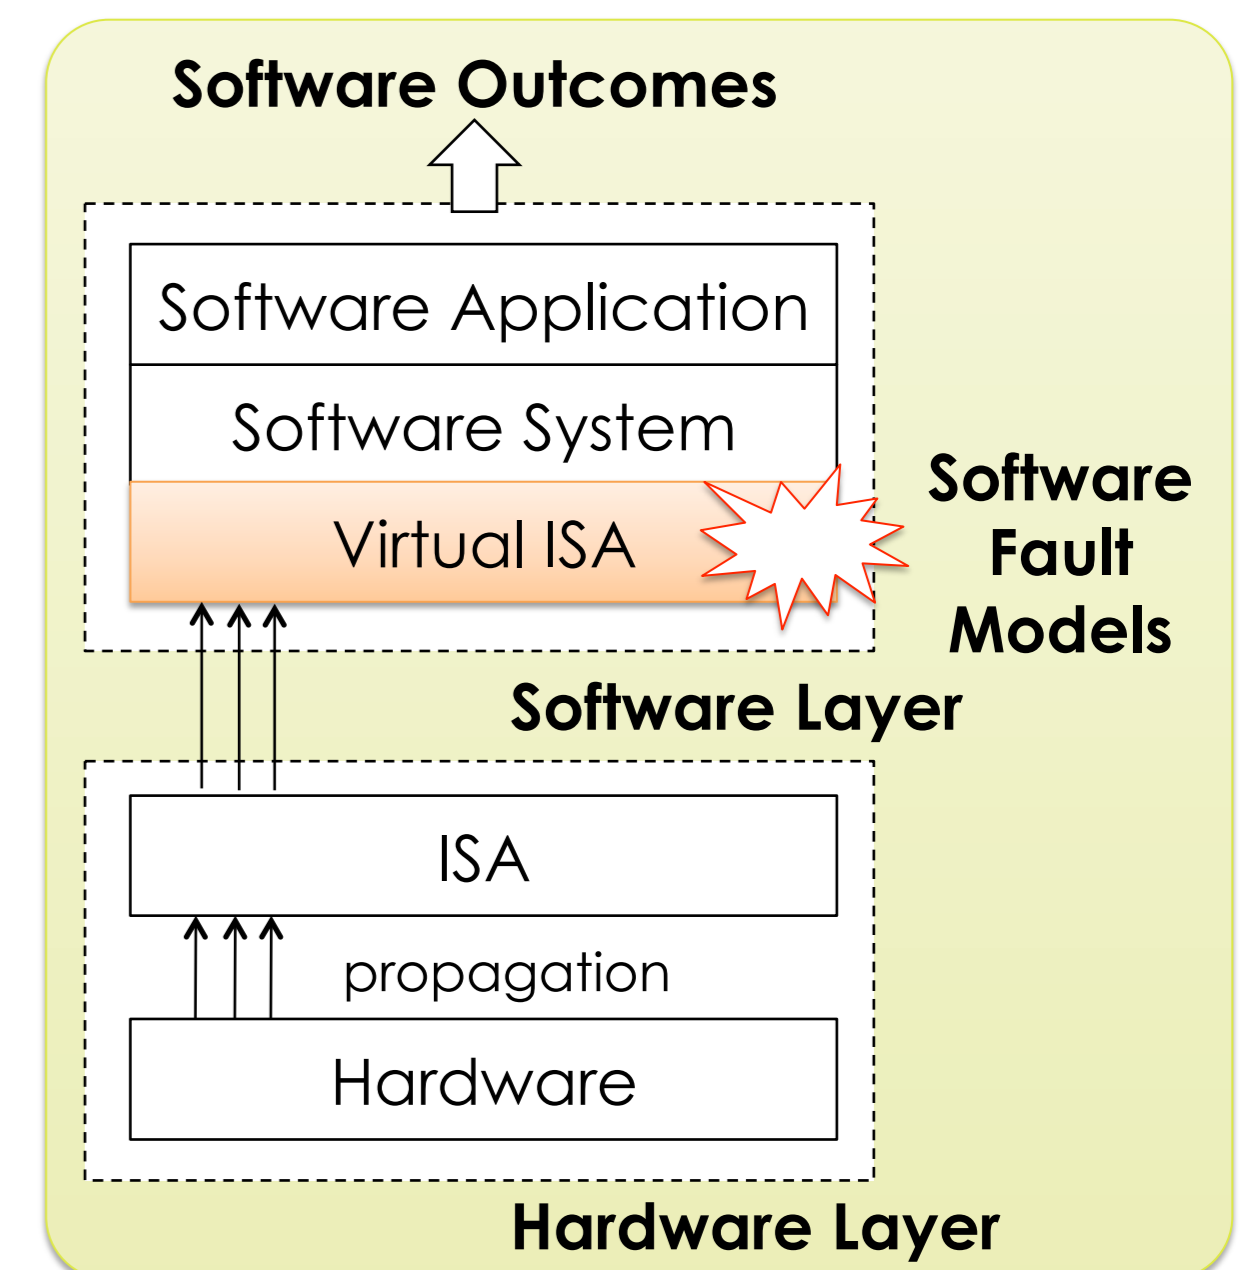 Software Outcomes
Software Application
Software System
Virtual ISA
Software
Fault
Models
Software Layer
ISA
propagation
Hardware
Hardware Layer